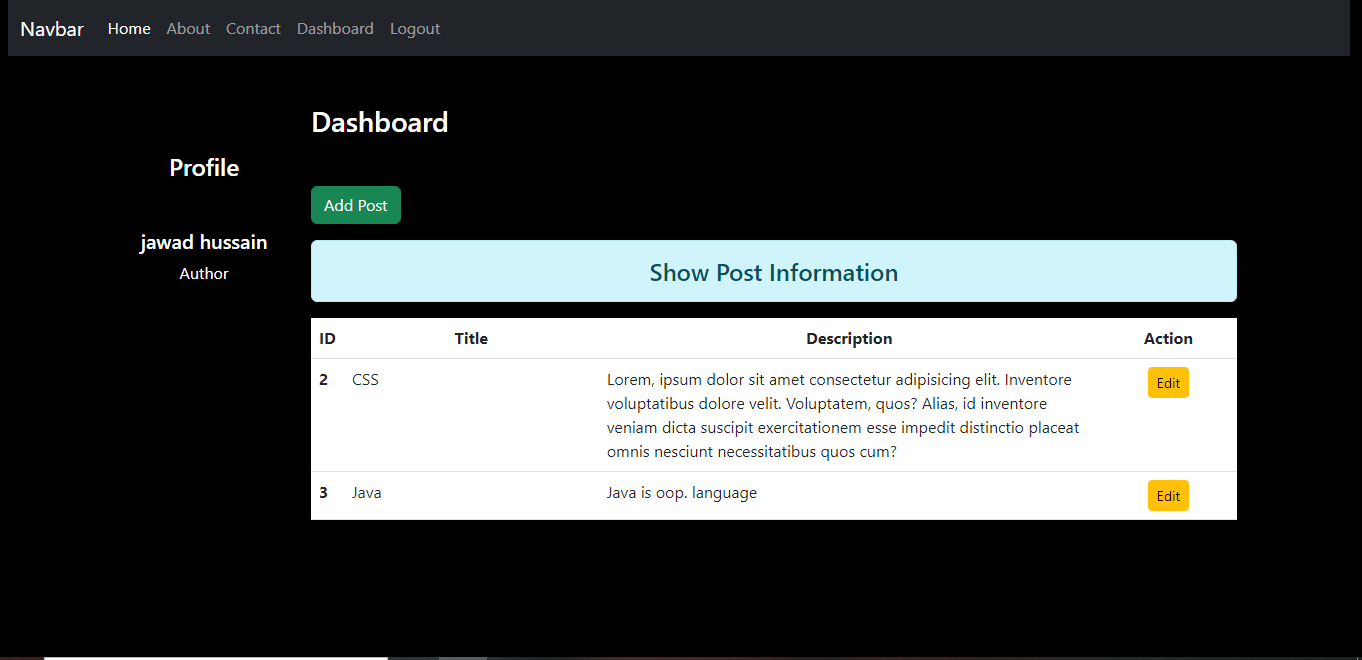 Navbar Home About Contact Dashboard Logout
Dashboard
Profile
Add Post
jawad hussain
Author
Show Post Information
ID Title Description Action
2 CSS Lorem, ipsum dolor sit amet consectetur adipisicing elit. Inventore Edit
voluptatibus dolore velit. Voluptatem, quos? Alias, id inventore
veniam dicta suscipit exercitationem esse impedit distinctio placeat
omnis nesciunt necessitatibus quos cum?
3 Java Java is oop. language Edit